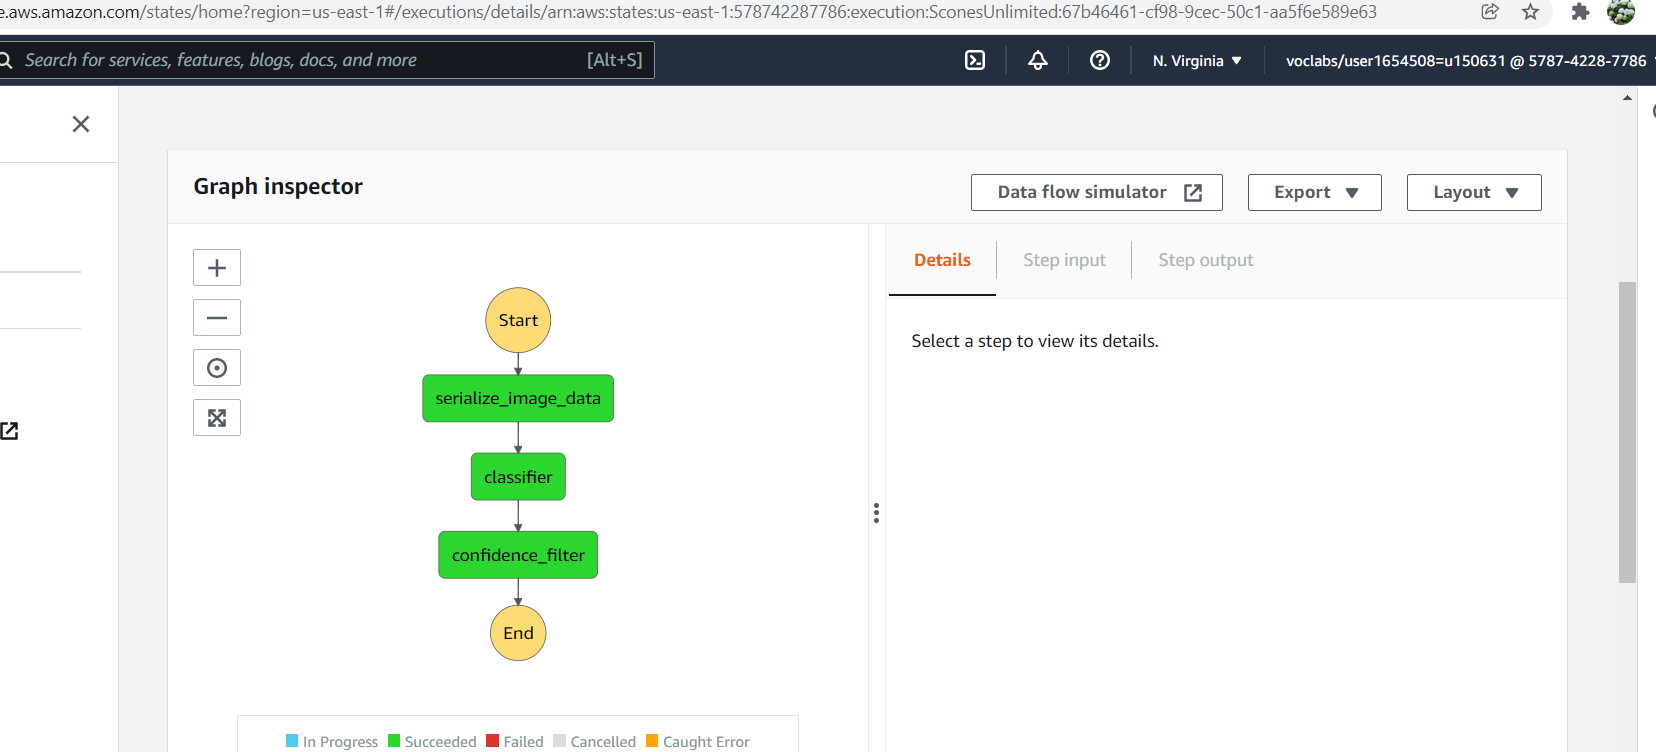 e.aws.amazon.com/states/home?region=us-east-1#/executions/details/arn:aws:states:us-east-1:578742287786:execution:SconesUnlimited:67b46461-cf98-9cec-50c1-aa5f6e589e63
Search for services, features, blogs, docs, and more [Alt+S] N. Virginia voclabs/user1654508=u150631 @ 5787-4228-7786
Graph inspector
Data flow simulator Export Layout
Details Step input Step output
Select a step to view its details.
Start
serialize_image_data
classifier
confidence_filter
End
In Progress Succeeded Failed Cancelled Caught Error